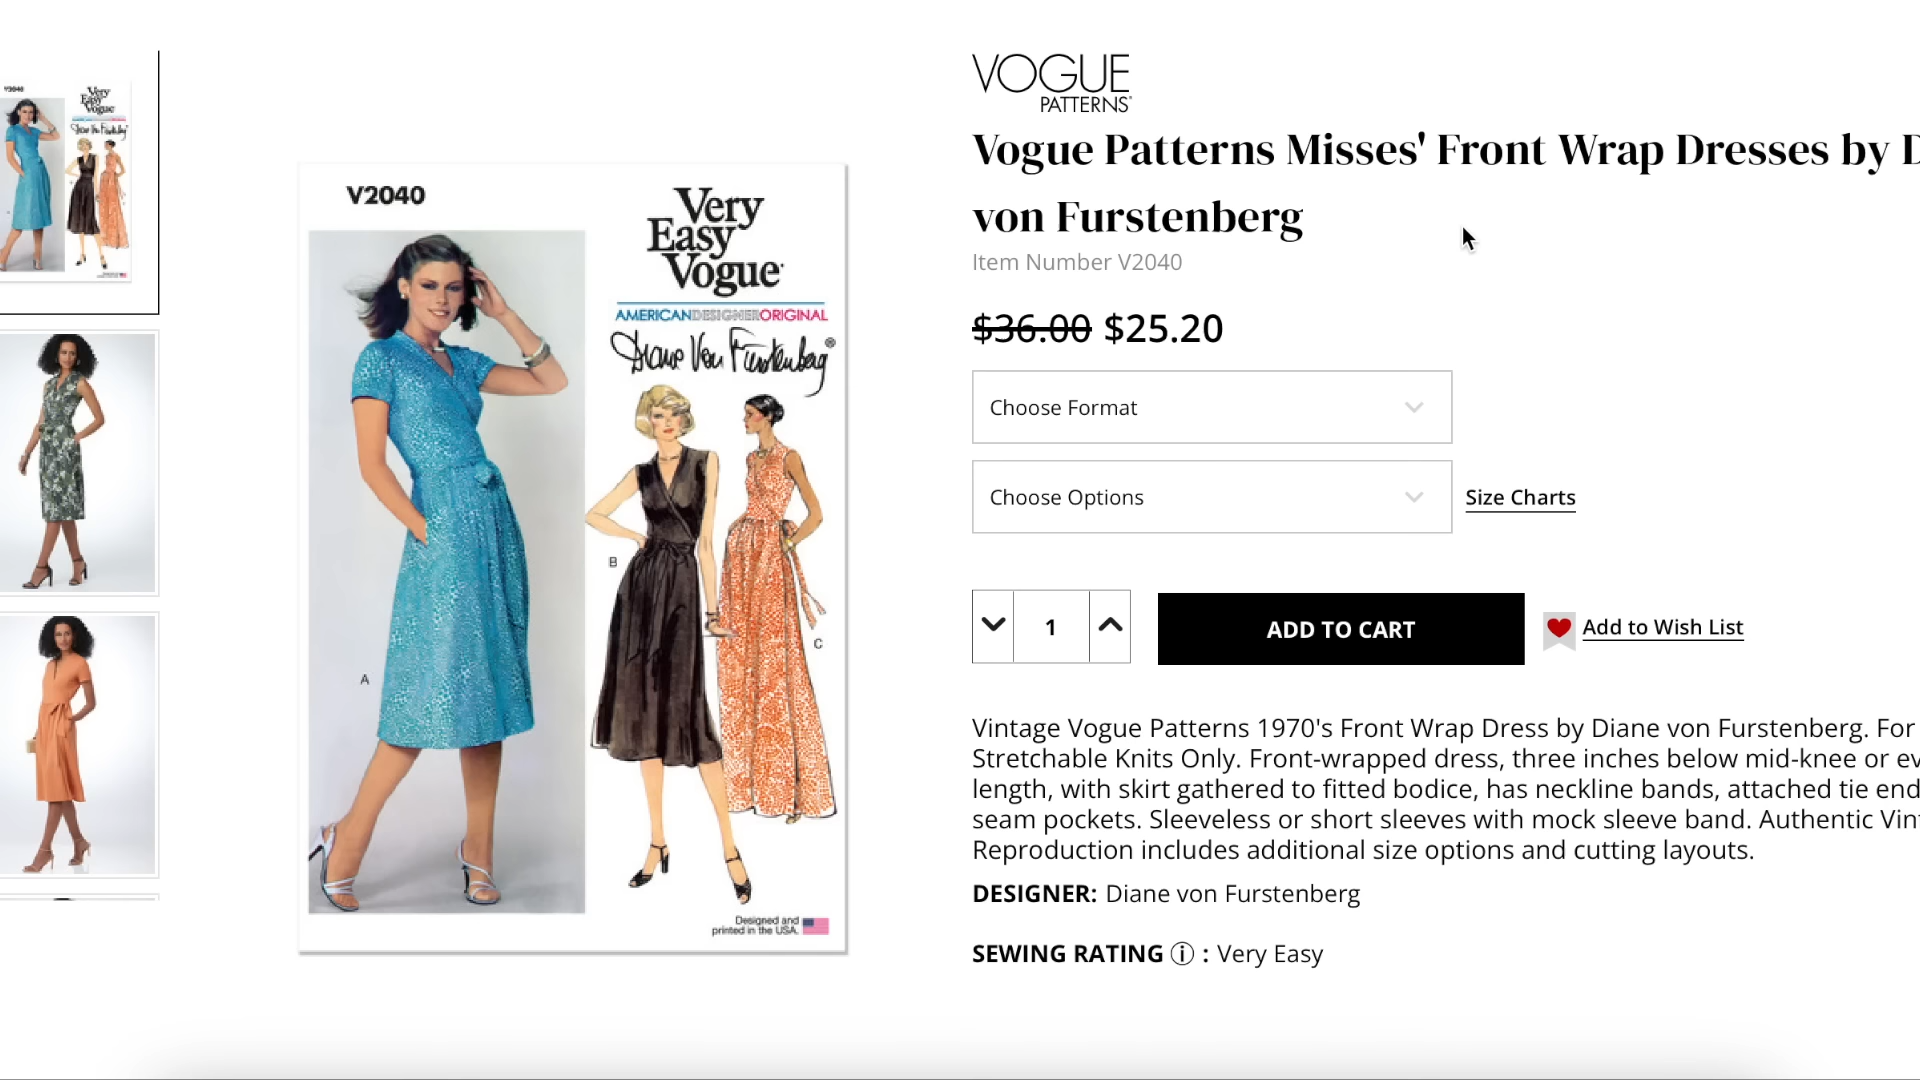 V2040
Very
Easy
Vogue
VOGUE
PATTERNS
Vogue Patterns Misses' Front Wrap Dresses by D
von Furstenberg
Item Number V2040
$36.00 $25.20
Choose Format
Choose Options
Size Charts
1
ADD TO CART
Add to Wish List
V2040
Very
Easy
Vogue
AMERICANDESIGNERORIGINAL
Diane Von Furstenberg®
A
B
C
Designed and
printed in the USA.
Vintage Vogue Patterns 1970's Front Wrap Dress by Diane von Furstenberg. For
Stretchable Knits Only. Front-wrapped dress, three inches below mid-knee or ev
length, with skirt gathered to fitted bodice, has neckline bands, attached tie end
seam pockets. Sleeveless or short sleeves with mock sleeve band. Authentic Vin
Reproduction includes additional size options and cutting layouts.
DESIGNER: Diane von Furstenberg
SEWING RATING ⓘ : Very Easy